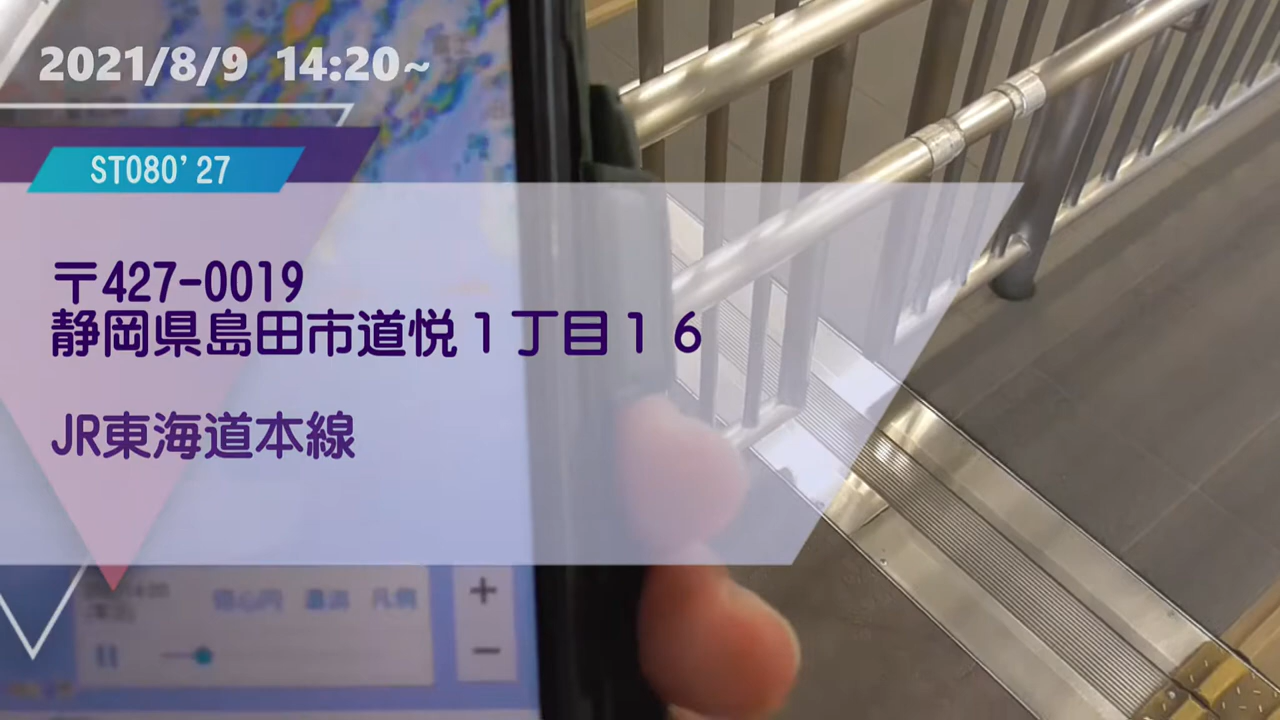 2021/8/9 14:20~
ST080' 27
〒427-0019
静岡県島田市道悦１丁目１６
JR東海道本線
+
−